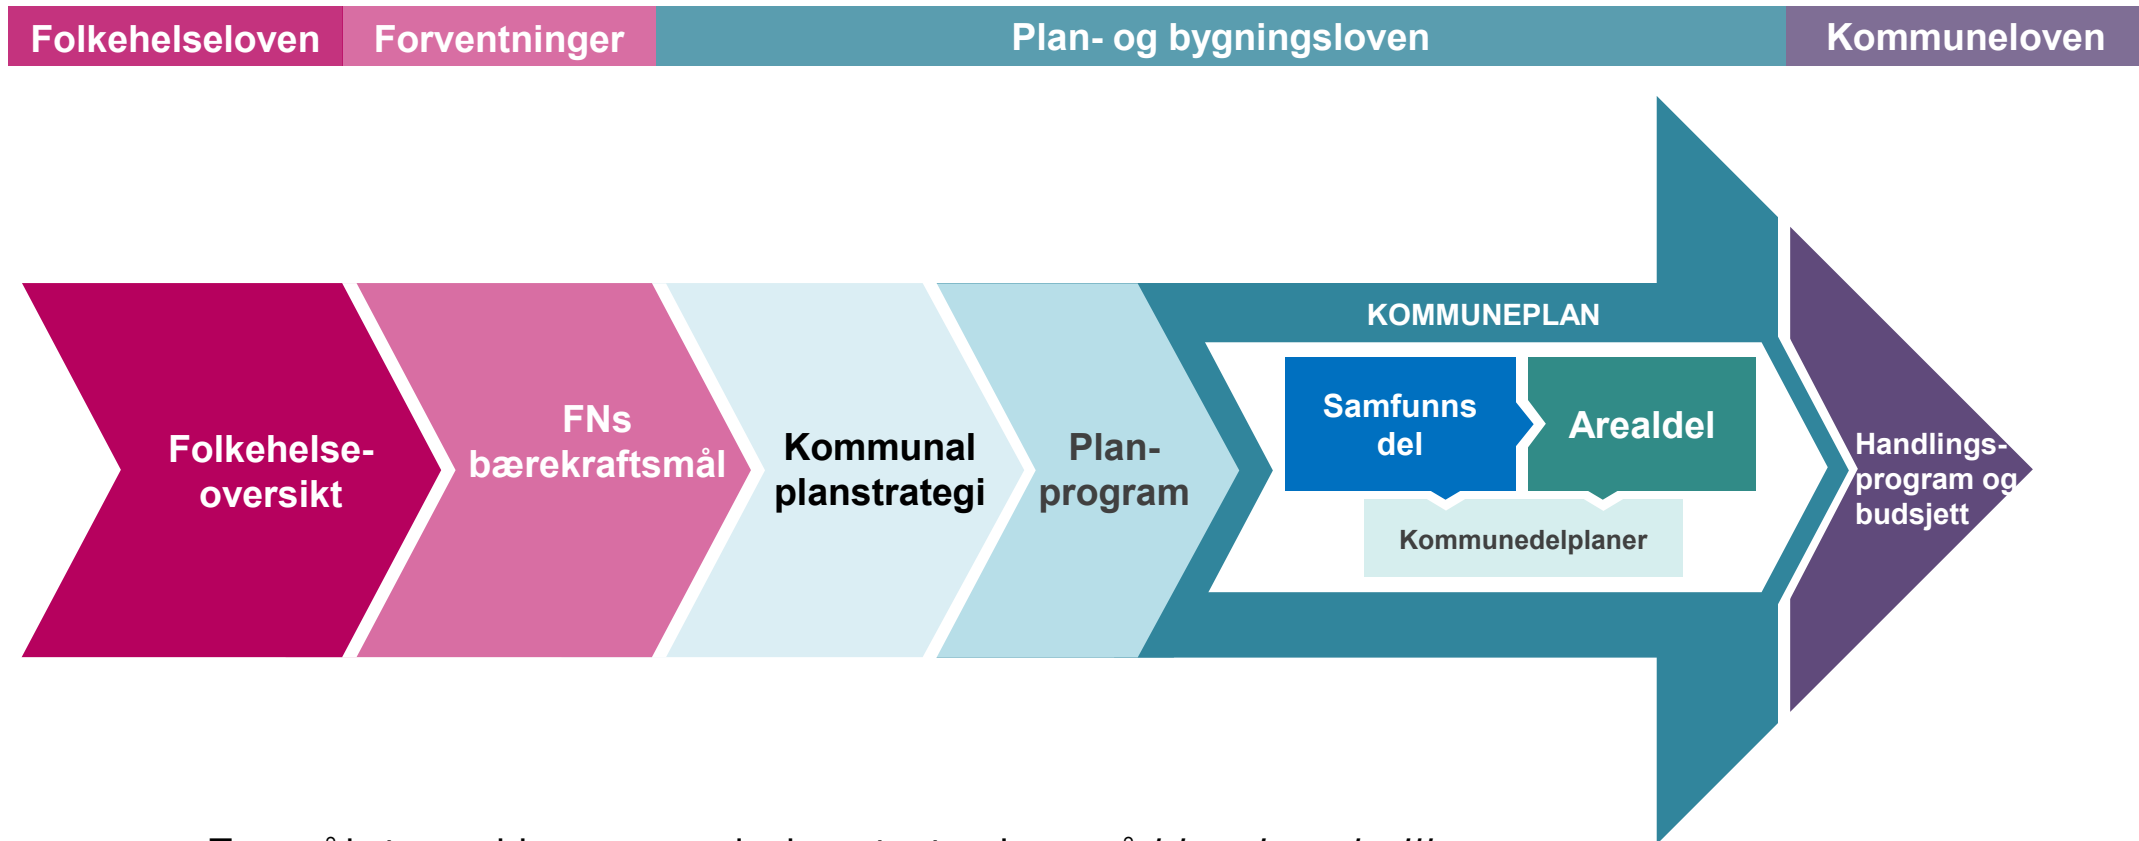 Folkehelseloven Forventninger Plan- og bygningsloven Kommuneloven
KOMMUNEPLAN
Folkehelse-
oversikt
FNs
bærekraftsmål
Kommunal
planstrategi
Plan-
program
Samfunns
del
Arealdel
Kommunedelplaner
Handlings-
program og
budsjett